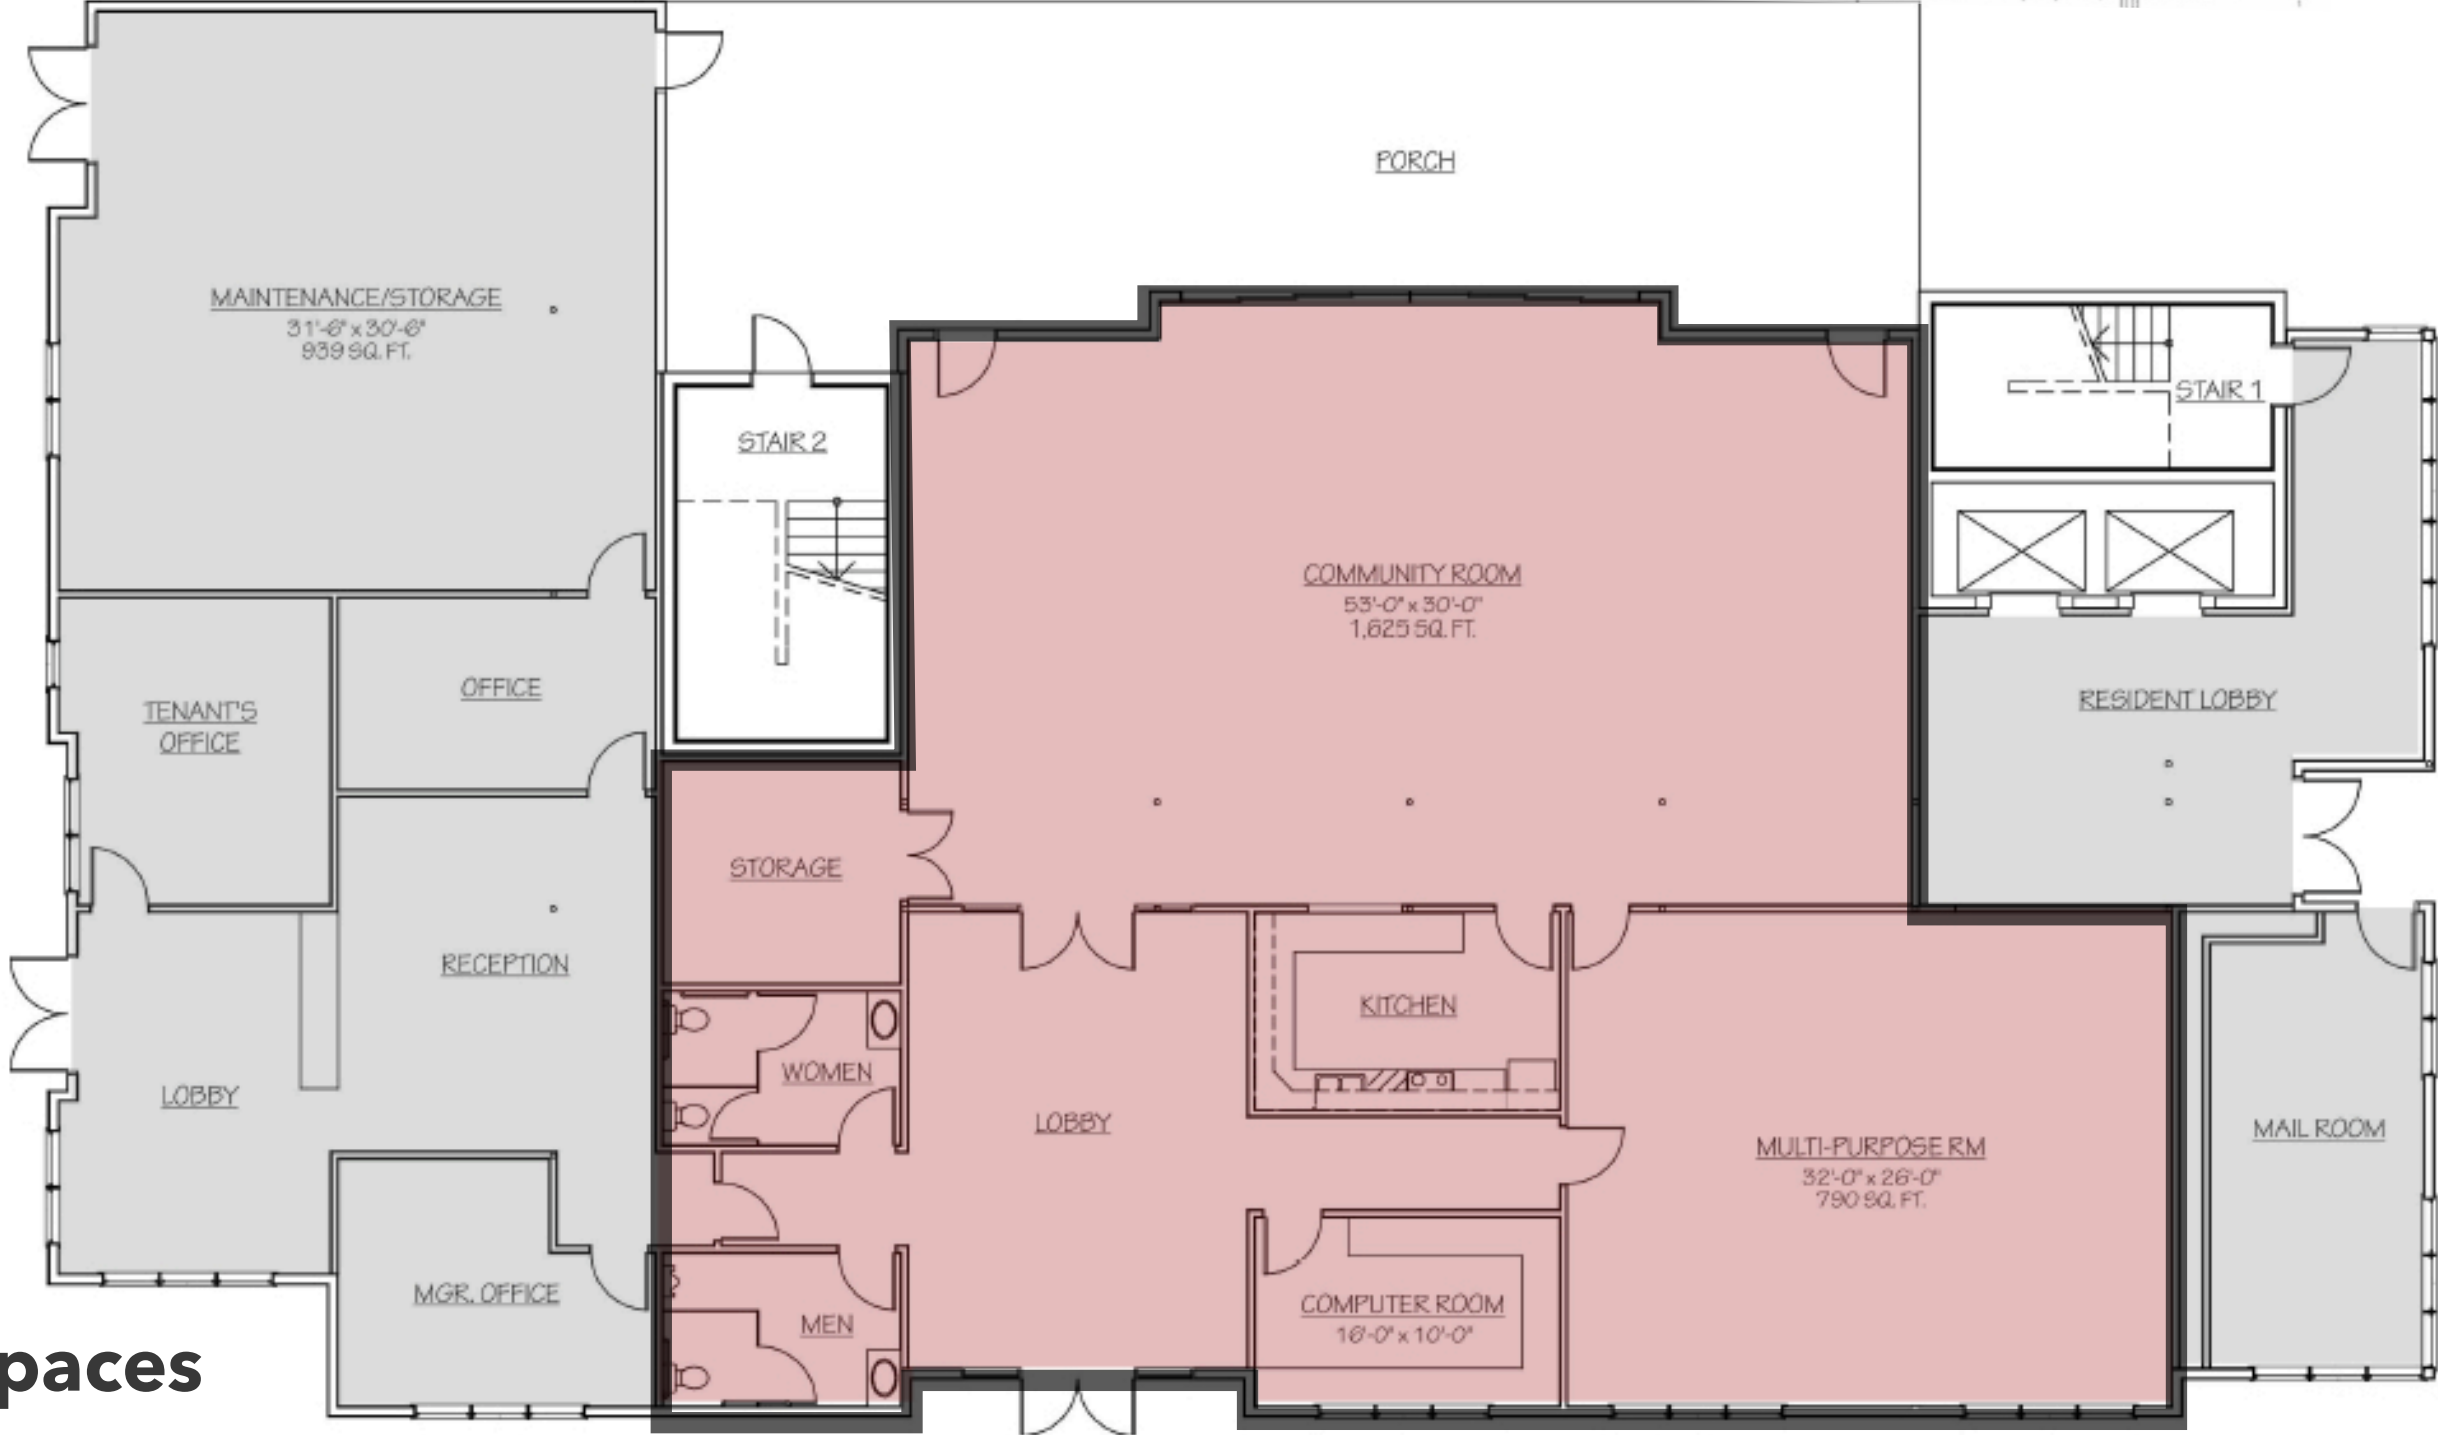 PORCH
MAINTENANCE/STORAGE
31'-6" x 30'-6"
939 SQ. FT.
STAIR 1
STAIR 2
COMMUNITY ROOM
53'-0" x 30'-0"
1,625 SQ. FT.
OFFICE
TENANT'S
OFFICE
RESIDENT LOBBY
STORAGE
RECEPTION
KITCHEN
WOMEN
LOBBY
LOBBY
MULTI-PURPOSE RM
32'-0" x 26'-0"
790 SQ. FT.
MAIL ROOM
MGR. OFFICE
MEN
COMPUTER ROOM
16'-0" x 10'-0"
paces